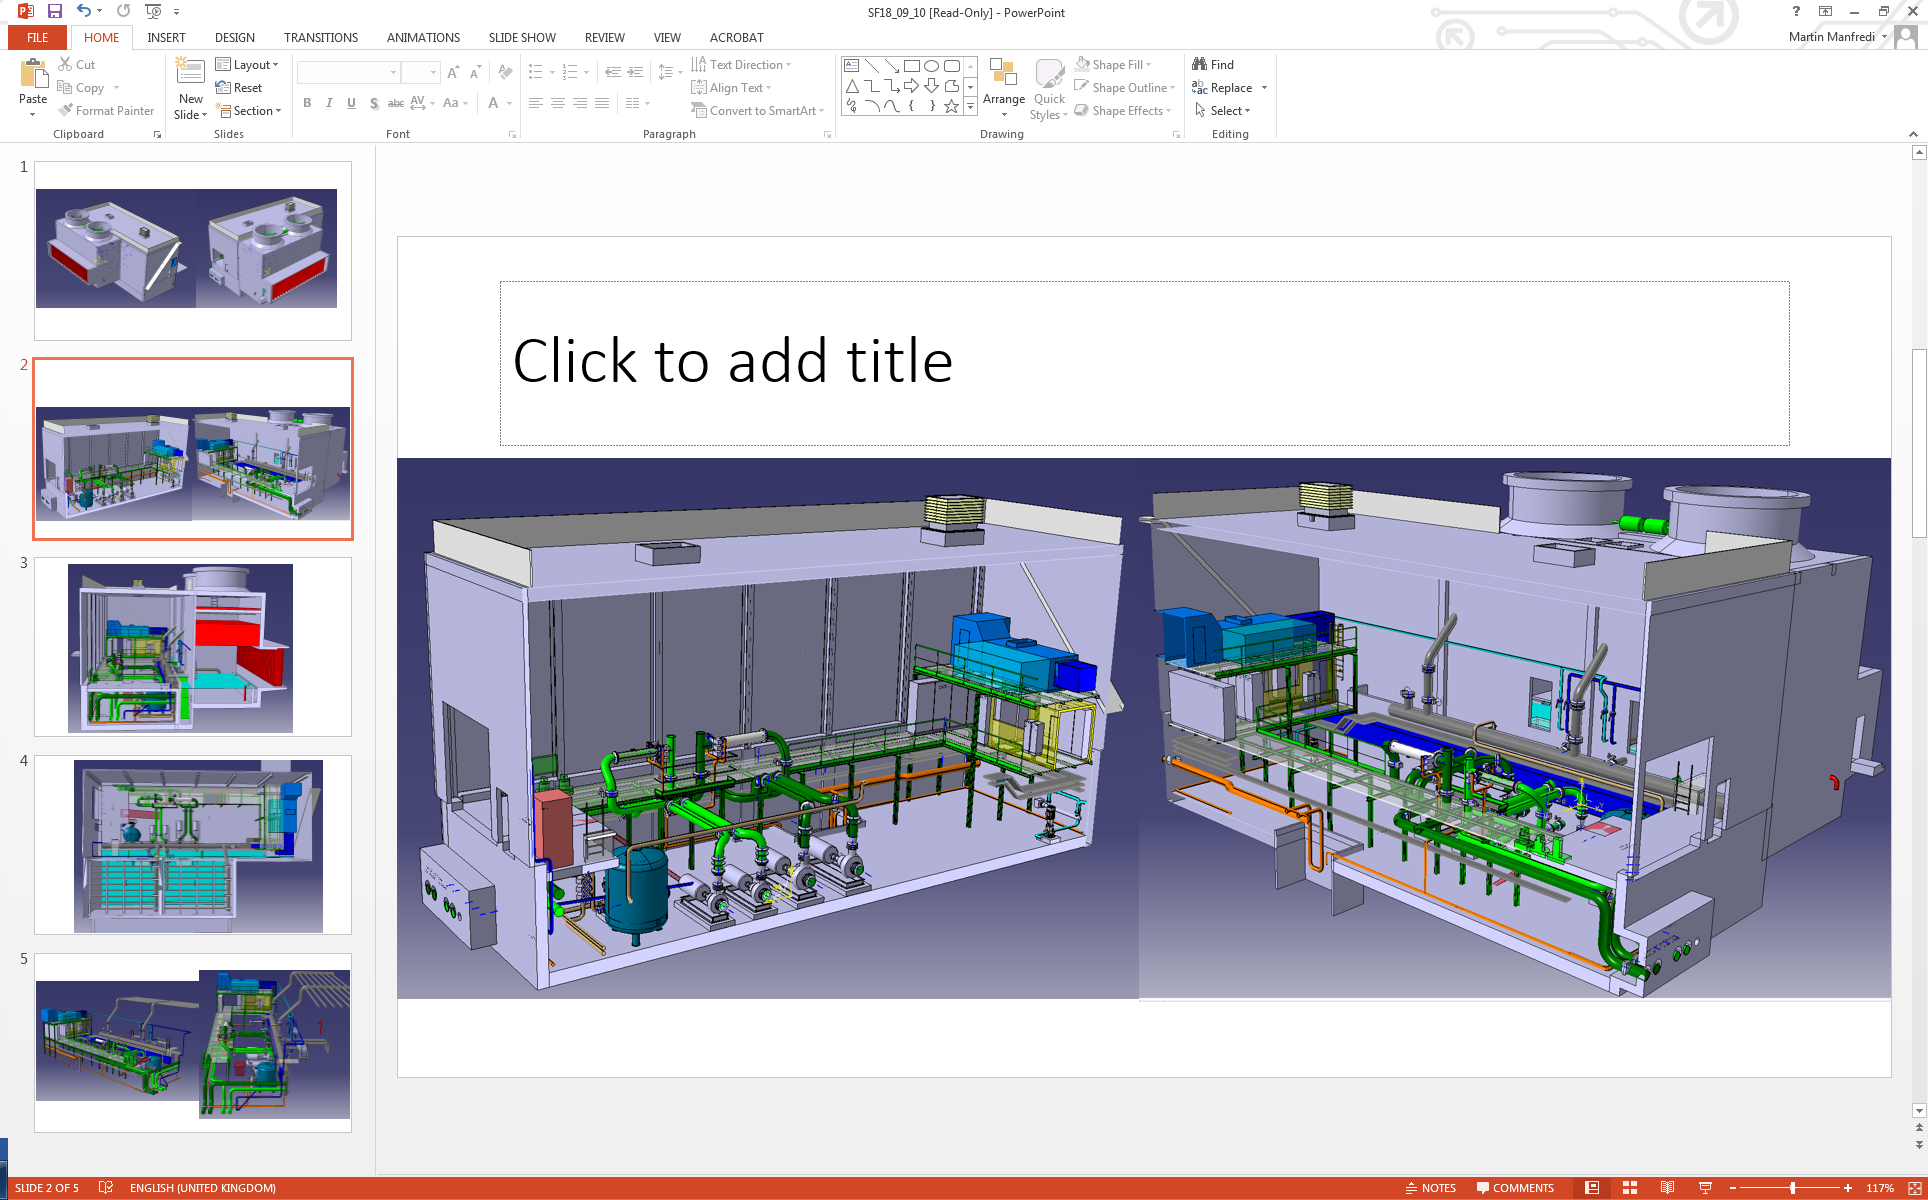 SF18_09_10 [Read-Only] - PowerPoint
?
FILE HOME INSERT DESIGN TRANSITIONS ANIMATIONS SLIDE SHOW REVIEW VIEW ACROBAT
Martin Manfredi
Paste
Cut
Copy
Format Painter
Clipboard
New
Slide
Layout
Reset
Section
Slides
B I U S abc AV Aa A
Font
Text Direction
Align Text
Convert to SmartArt
Paragraph
Arrange
Quick
Styles
Shape Fill
Shape Outline
Shape Effects
Drawing
Find
Replace
Select
Editing
1
2
3
4
5
Click to add title
SLIDE 2 OF 5 ENGLISH (UNITED KINGDOM) NOTES COMMENTS 117%